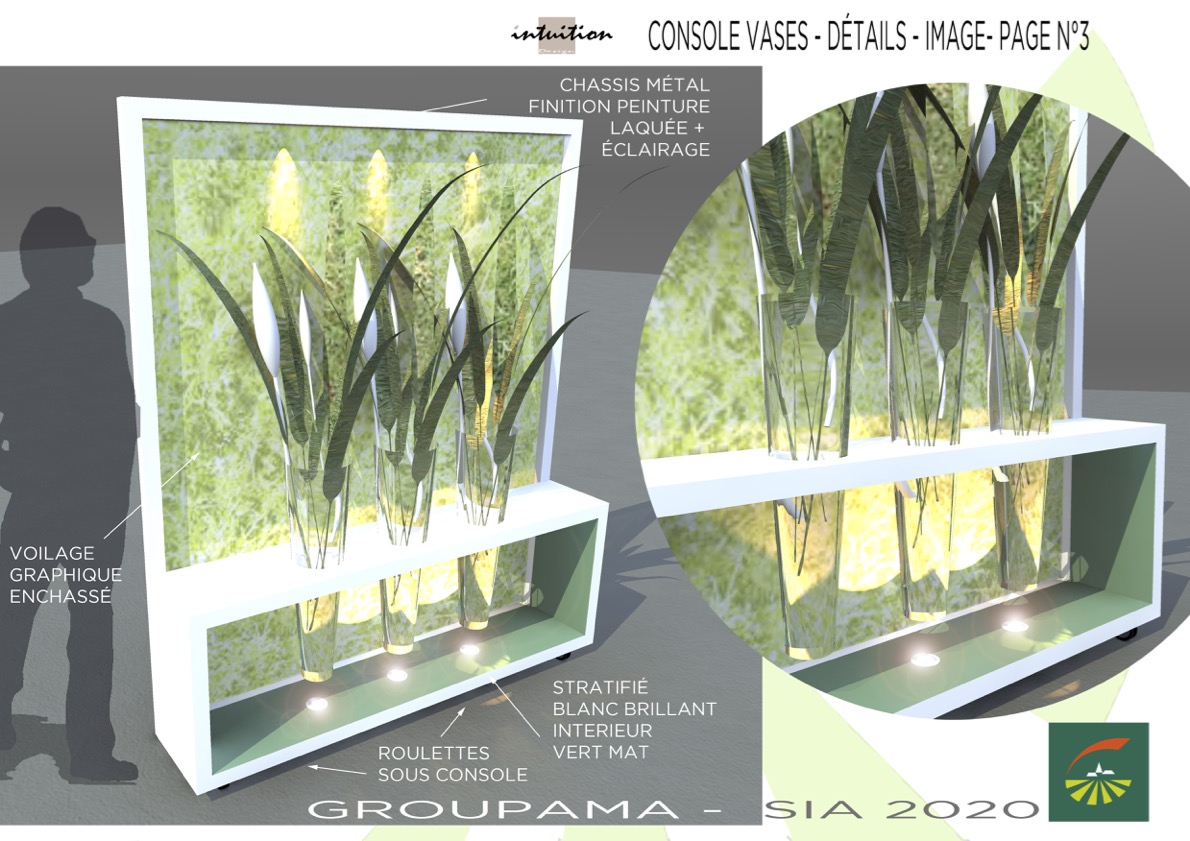 intuition
Design
CONSOLE VASES - DÉTAILS - IMAGE- PAGE N°3
CHASSIS MÉTAL
FINITION PEINTURE
LAQUÉE +
ÉCLAIRAGE
VOILAGE
GRAPHIQUE
ENCHASSÉ
STRATIFIÉ
BLANC BRILLANT
INTERIEUR
VERT MAT
ROULETTES
SOUS CONSOLE
GROUPAMA - SIA 2020